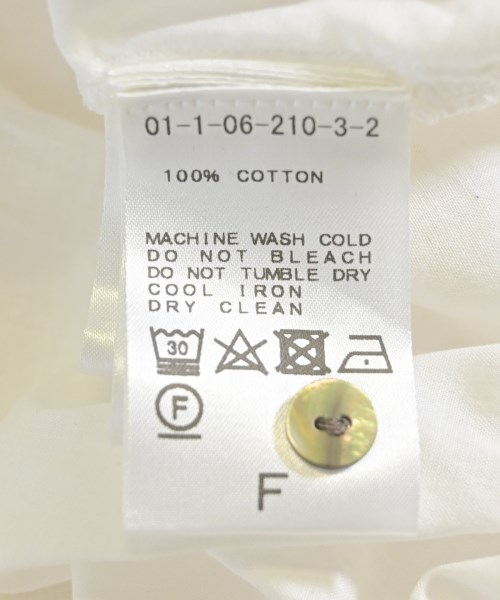 01-1-06-210-3-2
100% COTTON
MACHINE WASH COLD
DO NOT BLEACH
DO NOT TUMBLE DRY
COOL IRON
DRY CLEAN
30
F
F